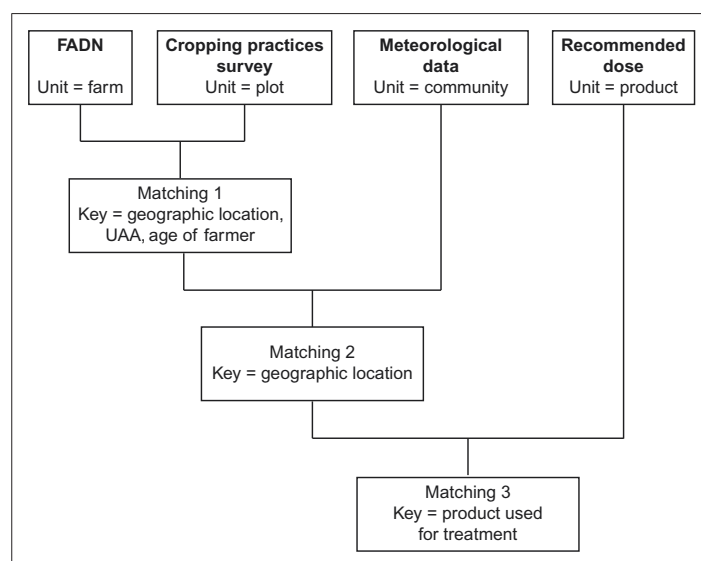 FADN
Unit = farm
Cropping practices
survey
Unit = plot
Meteorological
data
Unit = community
Recommended
dose
Unit = product
Matching 1
Key = geographic location,
UAA, age of farmer
Matching 2
Key = geographic location
Matching 3
Key = product used
for treatment